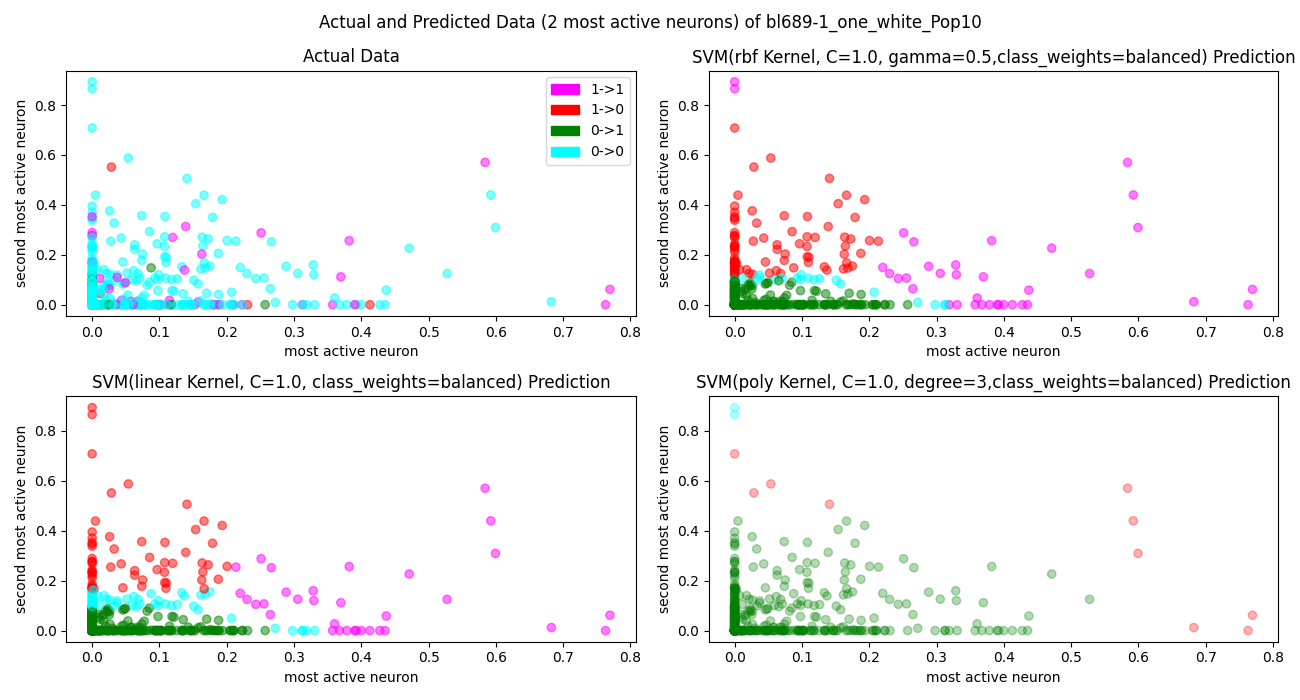 Actual and Predicted Data (2 most active neurons) of bl689-1_one_white_Pop10
Actual Data
second most active neuron
0.8
0.6
0.4
0.2
0.0
1->1
1->0
0->1
0->0
0.0 0.1 0.2 0.3 0.4 0.5 0.6 0.7 0.8
most active neuron
SVM(rbf Kernel, C=1.0, gamma=0.5,class_weights=balanced) Prediction
second most active neuron
0.8
0.6
0.4
0.2
0.0
0.0 0.1 0.2 0.3 0.4 0.5 0.6 0.7 0.8
most active neuron
SVM(linear Kernel, C=1.0, class_weights=balanced) Prediction
second most active neuron
0.8
0.6
0.4
0.2
0.0
0.0 0.1 0.2 0.3 0.4 0.5 0.6 0.7 0.8
most active neuron
SVM(poly Kernel, C=1.0, degree=3,class_weights=balanced) Prediction
second most active neuron
0.8
0.6
0.4
0.2
0.0
0.0 0.1 0.2 0.3 0.4 0.5 0.6 0.7 0.8
most active neuron